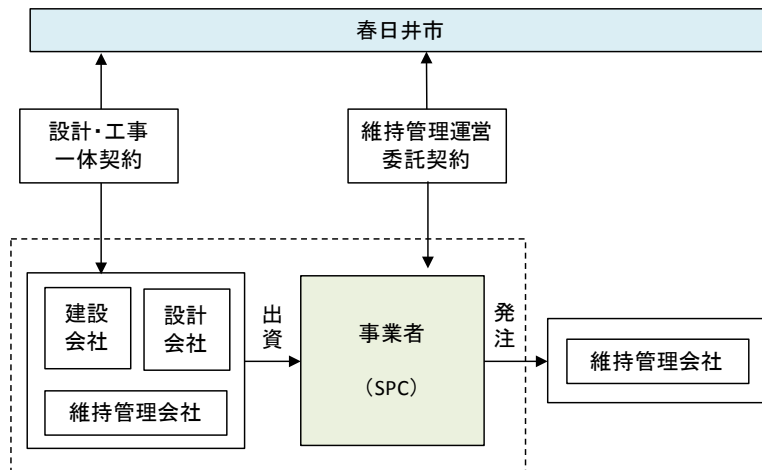 春日井市
設計・工事
一体契約
維持管理運営
委託契約
建設
会社
設計
会社
維持管理会社
出
資
事業者
（SPC）
発
注
維持管理会社